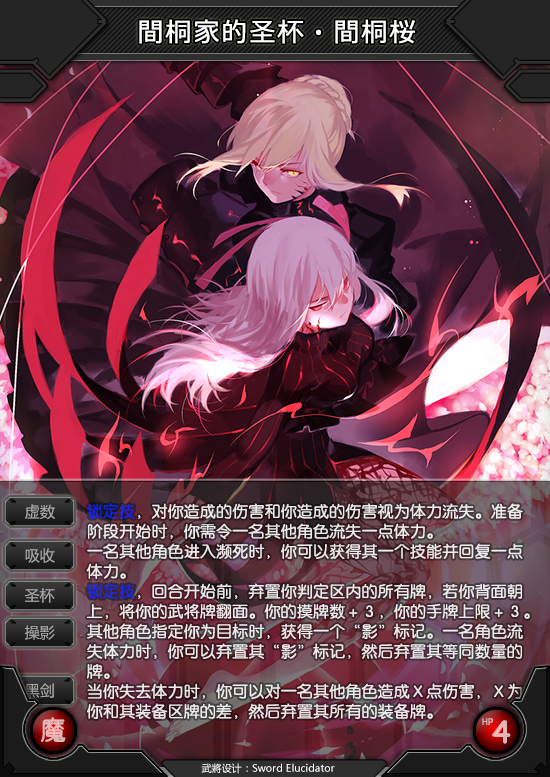 間桐家的圣杯·間桐桜
虚数
锁定技，对你造成的伤害和你造成的伤害视为体力流失。准备
阶段开始时，你需令一名其他角色流失一点体力。
吸收
一名其他角色进入濒死时，你可以获得其一个技能并回复一点
体力。
圣杯
锁定技，回合开始前，弃置你判定区内的所有牌，若你背面朝
上，将你的武将牌翻面。你的摸牌数＋3，你的手牌上限＋3。
操影
其他角色指定你为目标时，获得一个“影”标记。一名角色流
失体力时，你可以弃置其“影”标记，然后弃置其等同数量的
牌。
黑剑
当你失去体力时，你可以对一名其他角色造成X点伤害，X为
你和其装备区牌的差，然后弃置其所有的装备牌。
魔
HP 4
武将设计：Sword Elucidator